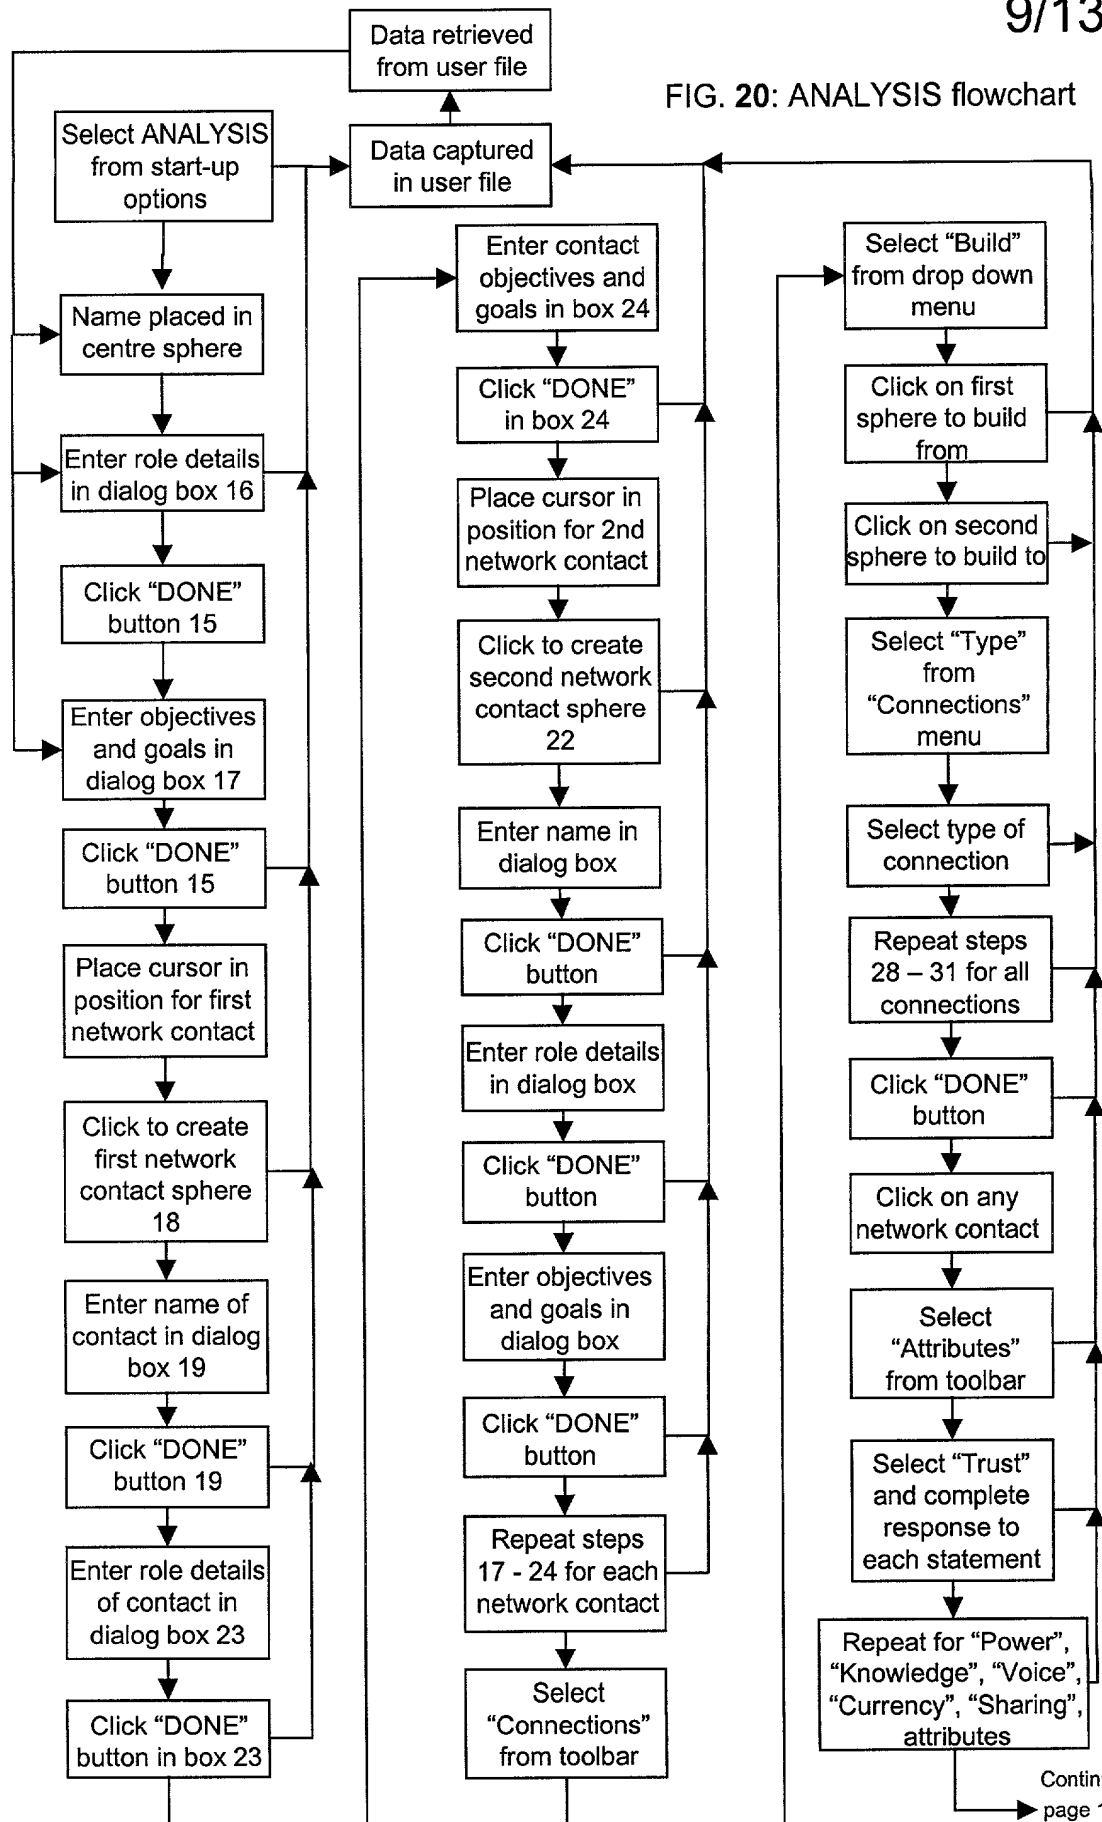 9/13
FIG. 20: ANALYSIS flowchart
Data retrieved
from user file
Data captured
in user file
Select ANALYSIS
from start-up
options
Name placed in
centre sphere
Enter role details
in dialog box 16
Click “DONE”
button 15
Enter objectives
and goals in
dialog box 17
Click “DONE”
button 15
Place cursor in
position for first
network contact
Click to create
first network
contact sphere
18
Enter name of
contact in dialog
box 19
Click “DONE”
button 19
Enter role details
of contact in
dialog box 23
Click “DONE”
button in box 23
Enter contact
objectives and
goals in box 24
Click “DONE”
in box 24
Place cursor in
position for 2nd
network contact
Click to create
second network
contact sphere
22
Enter name in
dialog box
Click “DONE”
button
Enter role details
in dialog box
Click “DONE”
button
Enter objectives
and goals in
dialog box
Click “DONE”
button
Repeat steps
17 - 24 for each
network contact
Select
“Connections”
from toolbar
Select “Build”
from drop down
menu
Click on first
sphere to build
from
Click on second
sphere to build to
Select “Type”
from
“Connections”
menu
Select type of
connection
Repeat steps
28 – 31 for all
connections
Click “DONE”
button
Click on any
network contact
Select
“Attributes”
from toolbar
Select “Trust”
and complete
response to
each statement
Repeat for “Power”,
“Knowledge”, “Voice”,
“Currency”, “Sharing”,
attributes
Contin
page 1